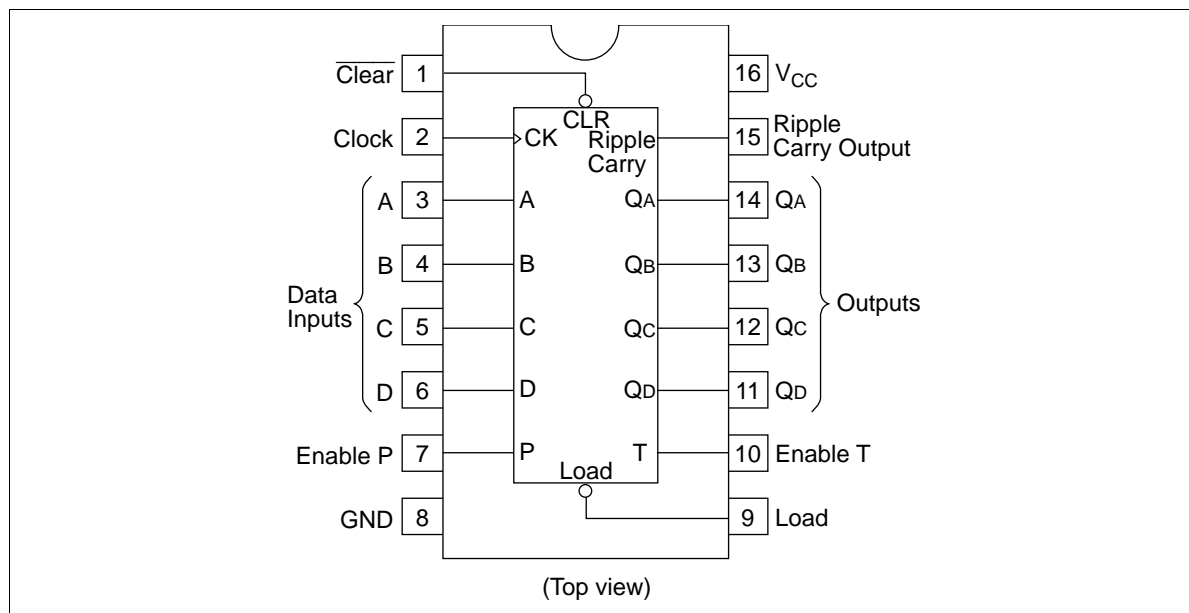 Clear 1
16 VCC
CLR
Clock 2
CK
Ripple
Carry
15 Ripple
Carry Output
Data
Inputs
A 3
A
QA
14 QA
B 4
B
QB
13 QB
Outputs
C 5
C
QC
12 QC
D 6
D
QD
11 QD
Enable P 7
P
T
10 Enable T
Load
GND 8
9 Load
(Top view)